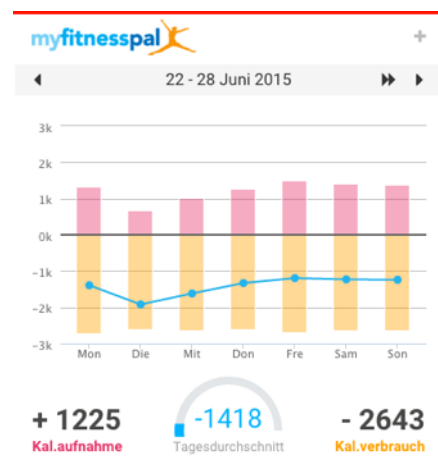 myfitnesspal
22 - 28 Juni 2015
3k
2k
1k
0k
-1k
-2k
-3k
Mon Die Mit Don Fre Sam Son
+ 1225 -1418 - 2643
Kal.aufnahme Tagesdurchschnitt Kal.verbrauch